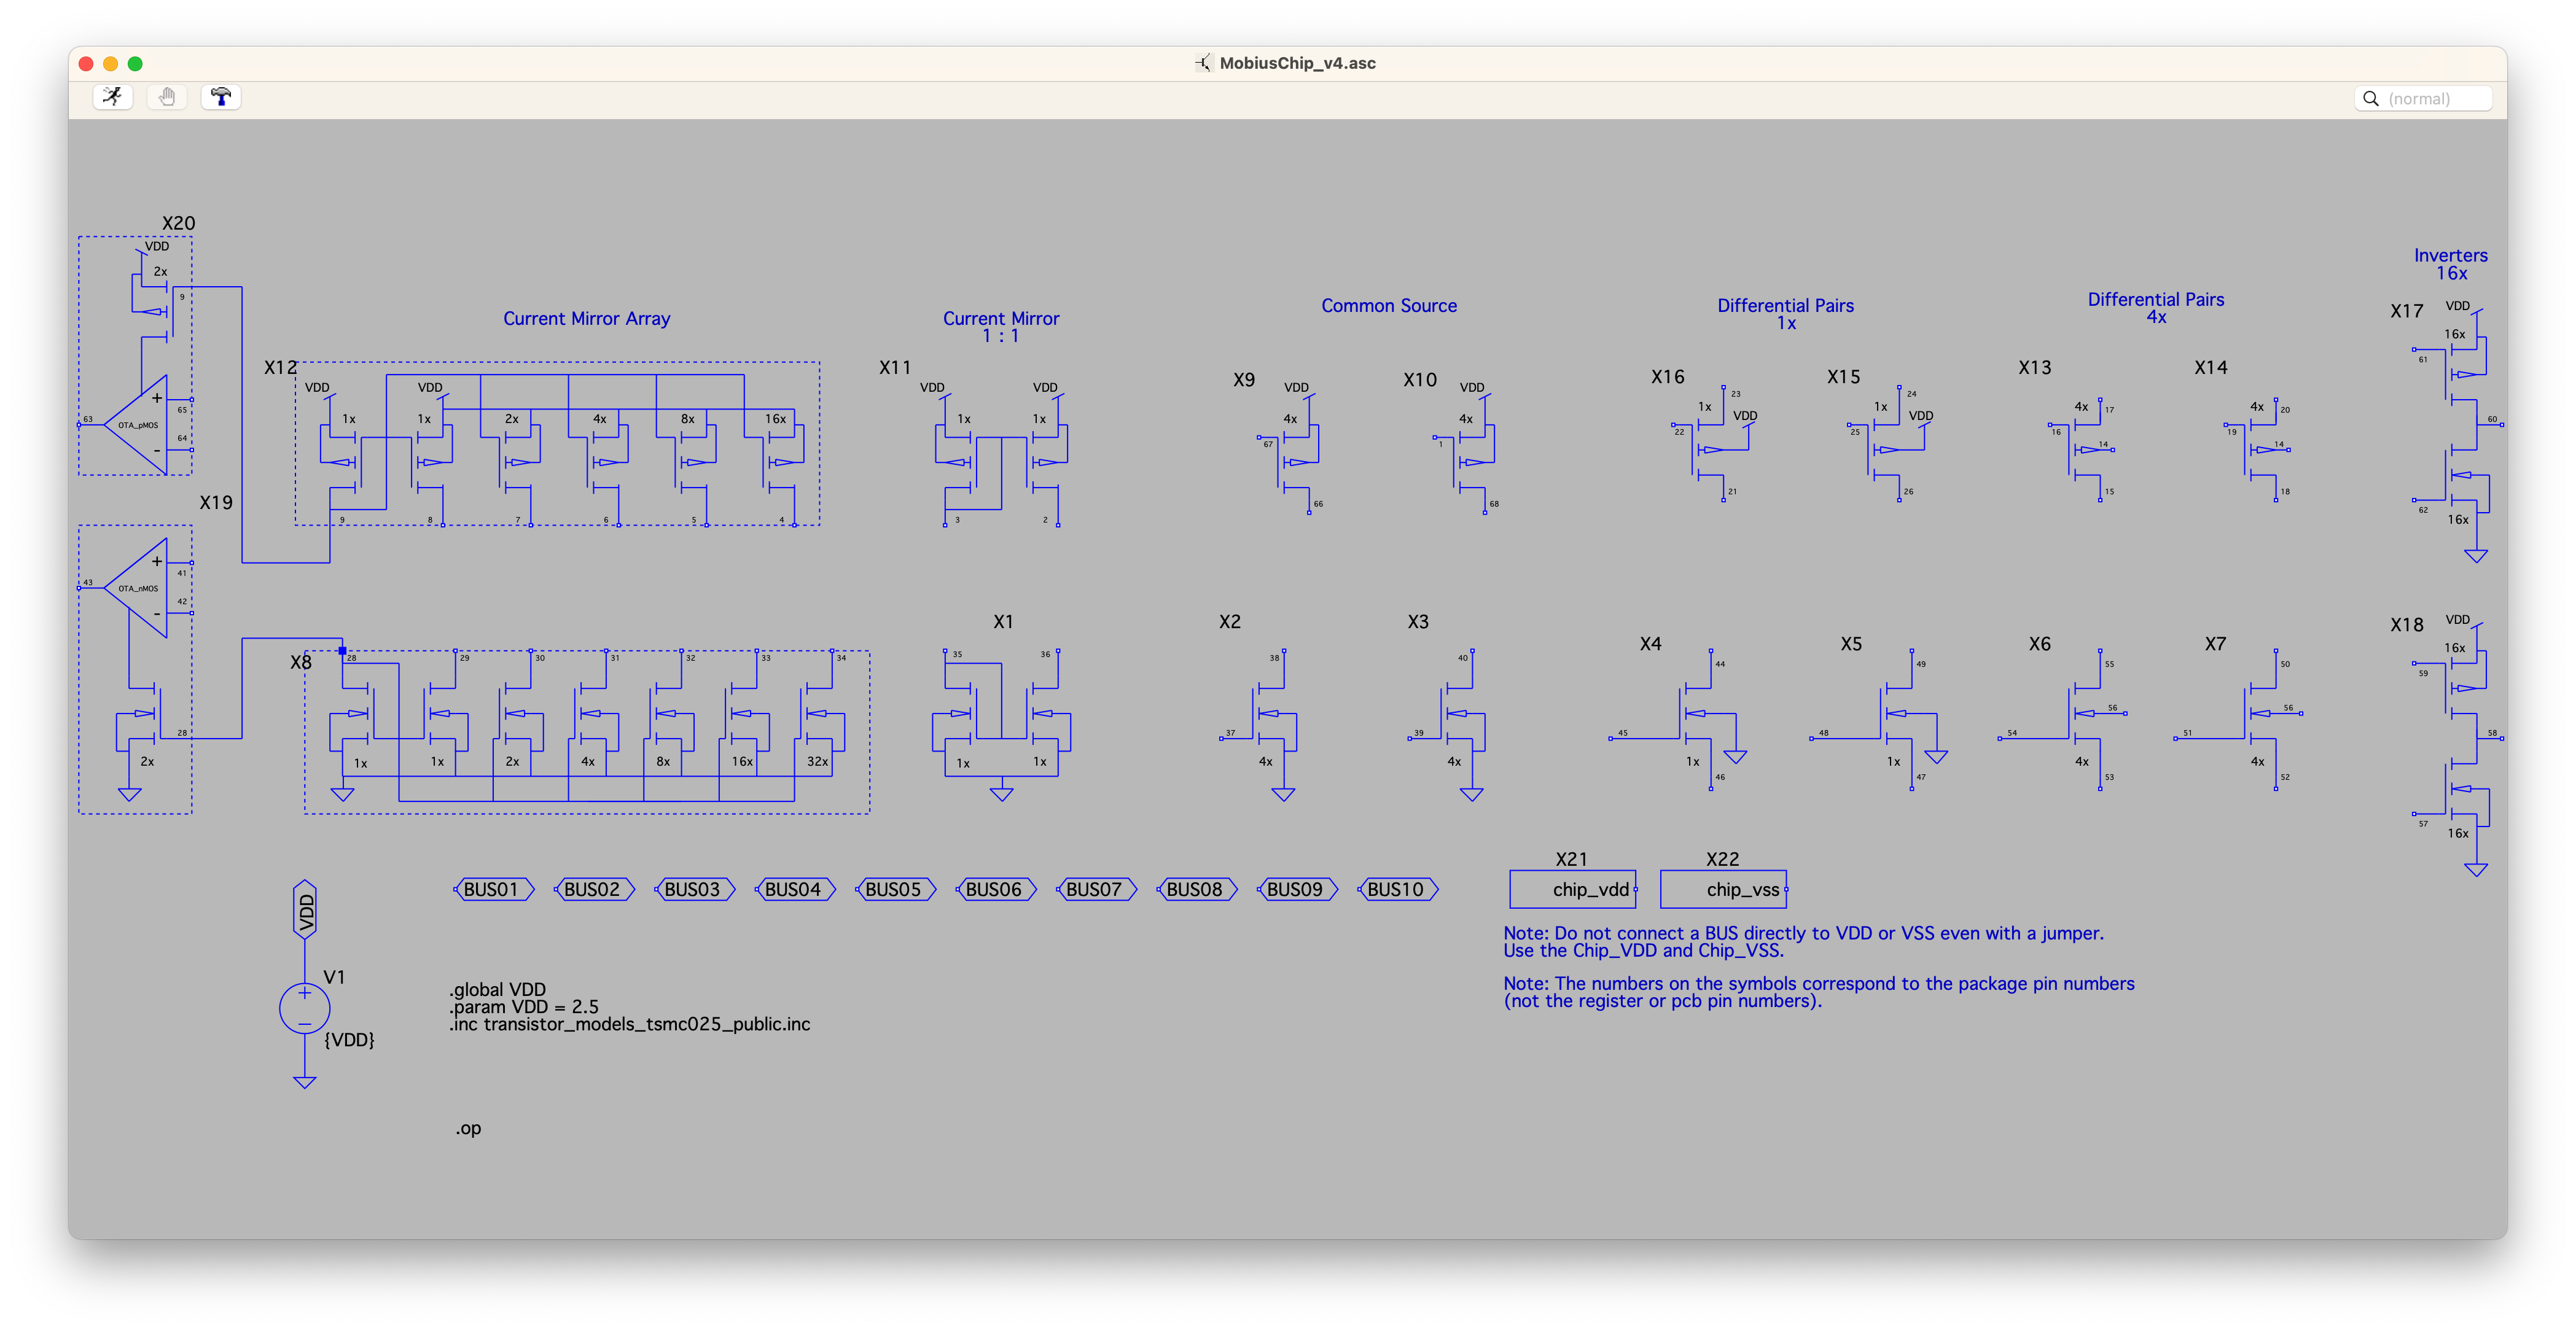 MobiusChip_v4.asc
(normal)
X20
VDD
2x
9
+
65
63
OTA_pMOS
64
-
X19
+
41
43
OTA_nMOS
42
-
28
2x
Current Mirror Array
X12
VDD
VDD
1x
1x
2x
4x
8x
16x
9
8
7
6
5
4
Current Mirror
1 : 1
X11
VDD
VDD
1x
1x
3
2
Common Source
X9
VDD
4x
67
66
X10
VDD
4x
1
68
Differential Pairs
1x
X16
23
1x
VDD
22
21
X15
24
1x
VDD
25
26
Differential Pairs
4x
X13
4x
17
16
14
15
X14
4x
20
19
14
18
Inverters
16x
X17
VDD
16x
61
60
62
16x
X8
28
29
30
31
32
33
34
1x
1x
2x
4x
8x
16x
32x
X1
35
36
1x
1x
X2
38
37
4x
X3
40
39
4x
X4
44
45
1x
46
X5
49
48
1x
47
X6
55
56
54
4x
53
X7
50
56
51
4x
52
X18
VDD
16x
59
58
57
16x
VDD
BUS01
BUS02
BUS03
BUS04
BUS05
BUS06
BUS07
BUS08
BUS09
BUS10
X21
chip_vdd
X22
chip_vss
Note: Do not connect a BUS directly to VDD or VSS even with a jumper.
Use the Chip_VDD and Chip_VSS.
Note: The numbers on the symbols correspond to the package pin numbers
(not the register or pcb pin numbers).
V1
+
−
{VDD}
.global VDD
.param VDD = 2.5
.inc transistor_models_tsmc025_public.inc
.op